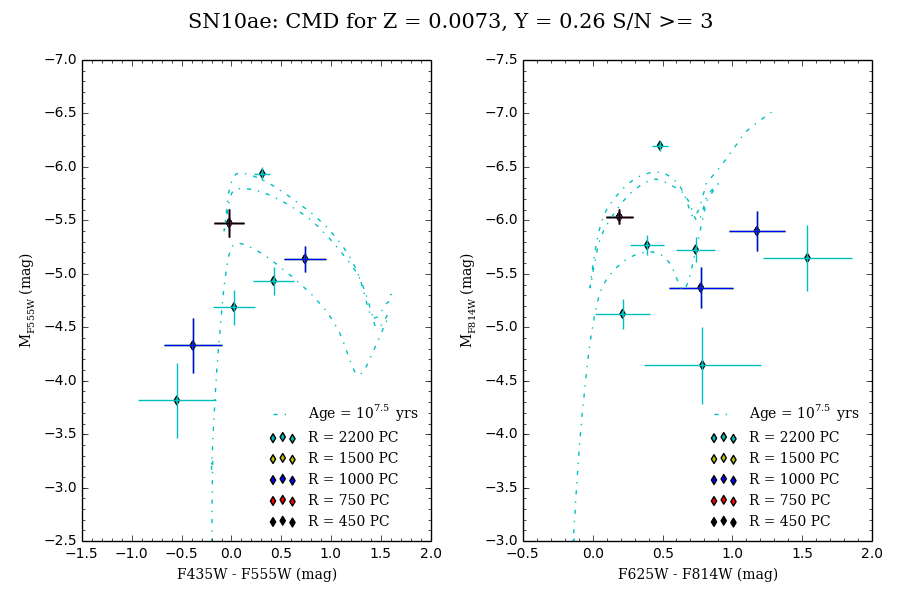 SN10ae: CMD for Z = 0.0073, Y = 0.26 S/N >= 3
−7.0
−6.5
−6.0
−5.5
−5.0
−4.5
−4.0
−3.5
−3.0
−2.5
M_F555W (mag)
−1.5 −1.0 −0.5 0.0 0.5 1.0 1.5 2.0
F435W - F555W (mag)
Age = 10^7.5 yrs
R = 2200 PC
R = 1500 PC
R = 1000 PC
R = 750 PC
R = 450 PC
−7.5
−7.0
−6.5
−6.0
−5.5
−5.0
−4.5
−4.0
−3.5
−3.0
M_F814W (mag)
−0.5 0.0 0.5 1.0 1.5 2.0
F625W - F814W (mag)
Age = 10^7.5 yrs
R = 2200 PC
R = 1500 PC
R = 1000 PC
R = 750 PC
R = 450 PC